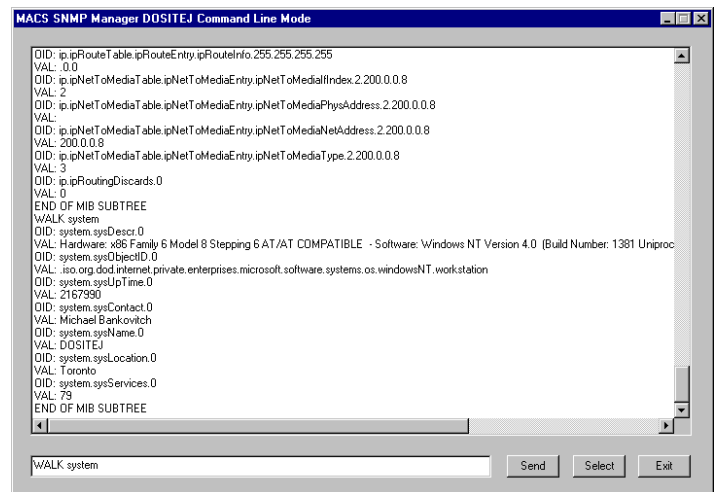 MACS SNMP Manager DOSITEJ Command Line Mode
OID: ip.ipRouteTable.ipRouteEntry.ipRouteInfo.255.255.255.255
VAL: .0.0
OID: ip.ipNetToMediaTable.ipNetToMediaEntry.ipNetToMediaIfIndex.2.200.0.0.8
VAL: 2
OID: ip.ipNetToMediaTable.ipNetToMediaEntry.ipNetToMediaPhysAddress.2.200.0.0.8
VAL:
OID: ip.ipNetToMediaTable.ipNetToMediaEntry.ipNetToMediaNetAddress.2.200.0.0.8
VAL: 200.0.0.8
OID: ip.ipNetToMediaTable.ipNetToMediaEntry.ipNetToMediaType.2.200.0.0.8
VAL: 3
OID: ip.ipRoutingDiscards.0
VAL: 0
END OF MIB SUBTREE
WALK system
OID: system.sysDescr.0
VAL: Hardware: x86 Family 6 Model 8 Stepping 6 AT/AT COMPATIBLE - Software: Windows NT Version 4.0 (Build Number: 1381 Uniproc
OID: system.sysObjectID.0
VAL: .iso.org.dod.internet.private.enterprises.microsoft.software.systems.os.windowsNT.workstation
OID: system.sysUpTime.0
VAL: 2167990
OID: system.sysContact.0
VAL: Michael Bankovitch
OID: system.sysName.0
VAL: DOSITEJ
OID: system.sysLocation.0
VAL: Toronto
OID: system.sysServices.0
VAL: 79
END OF MIB SUBTREE
WALK system
Send
Select
Exit